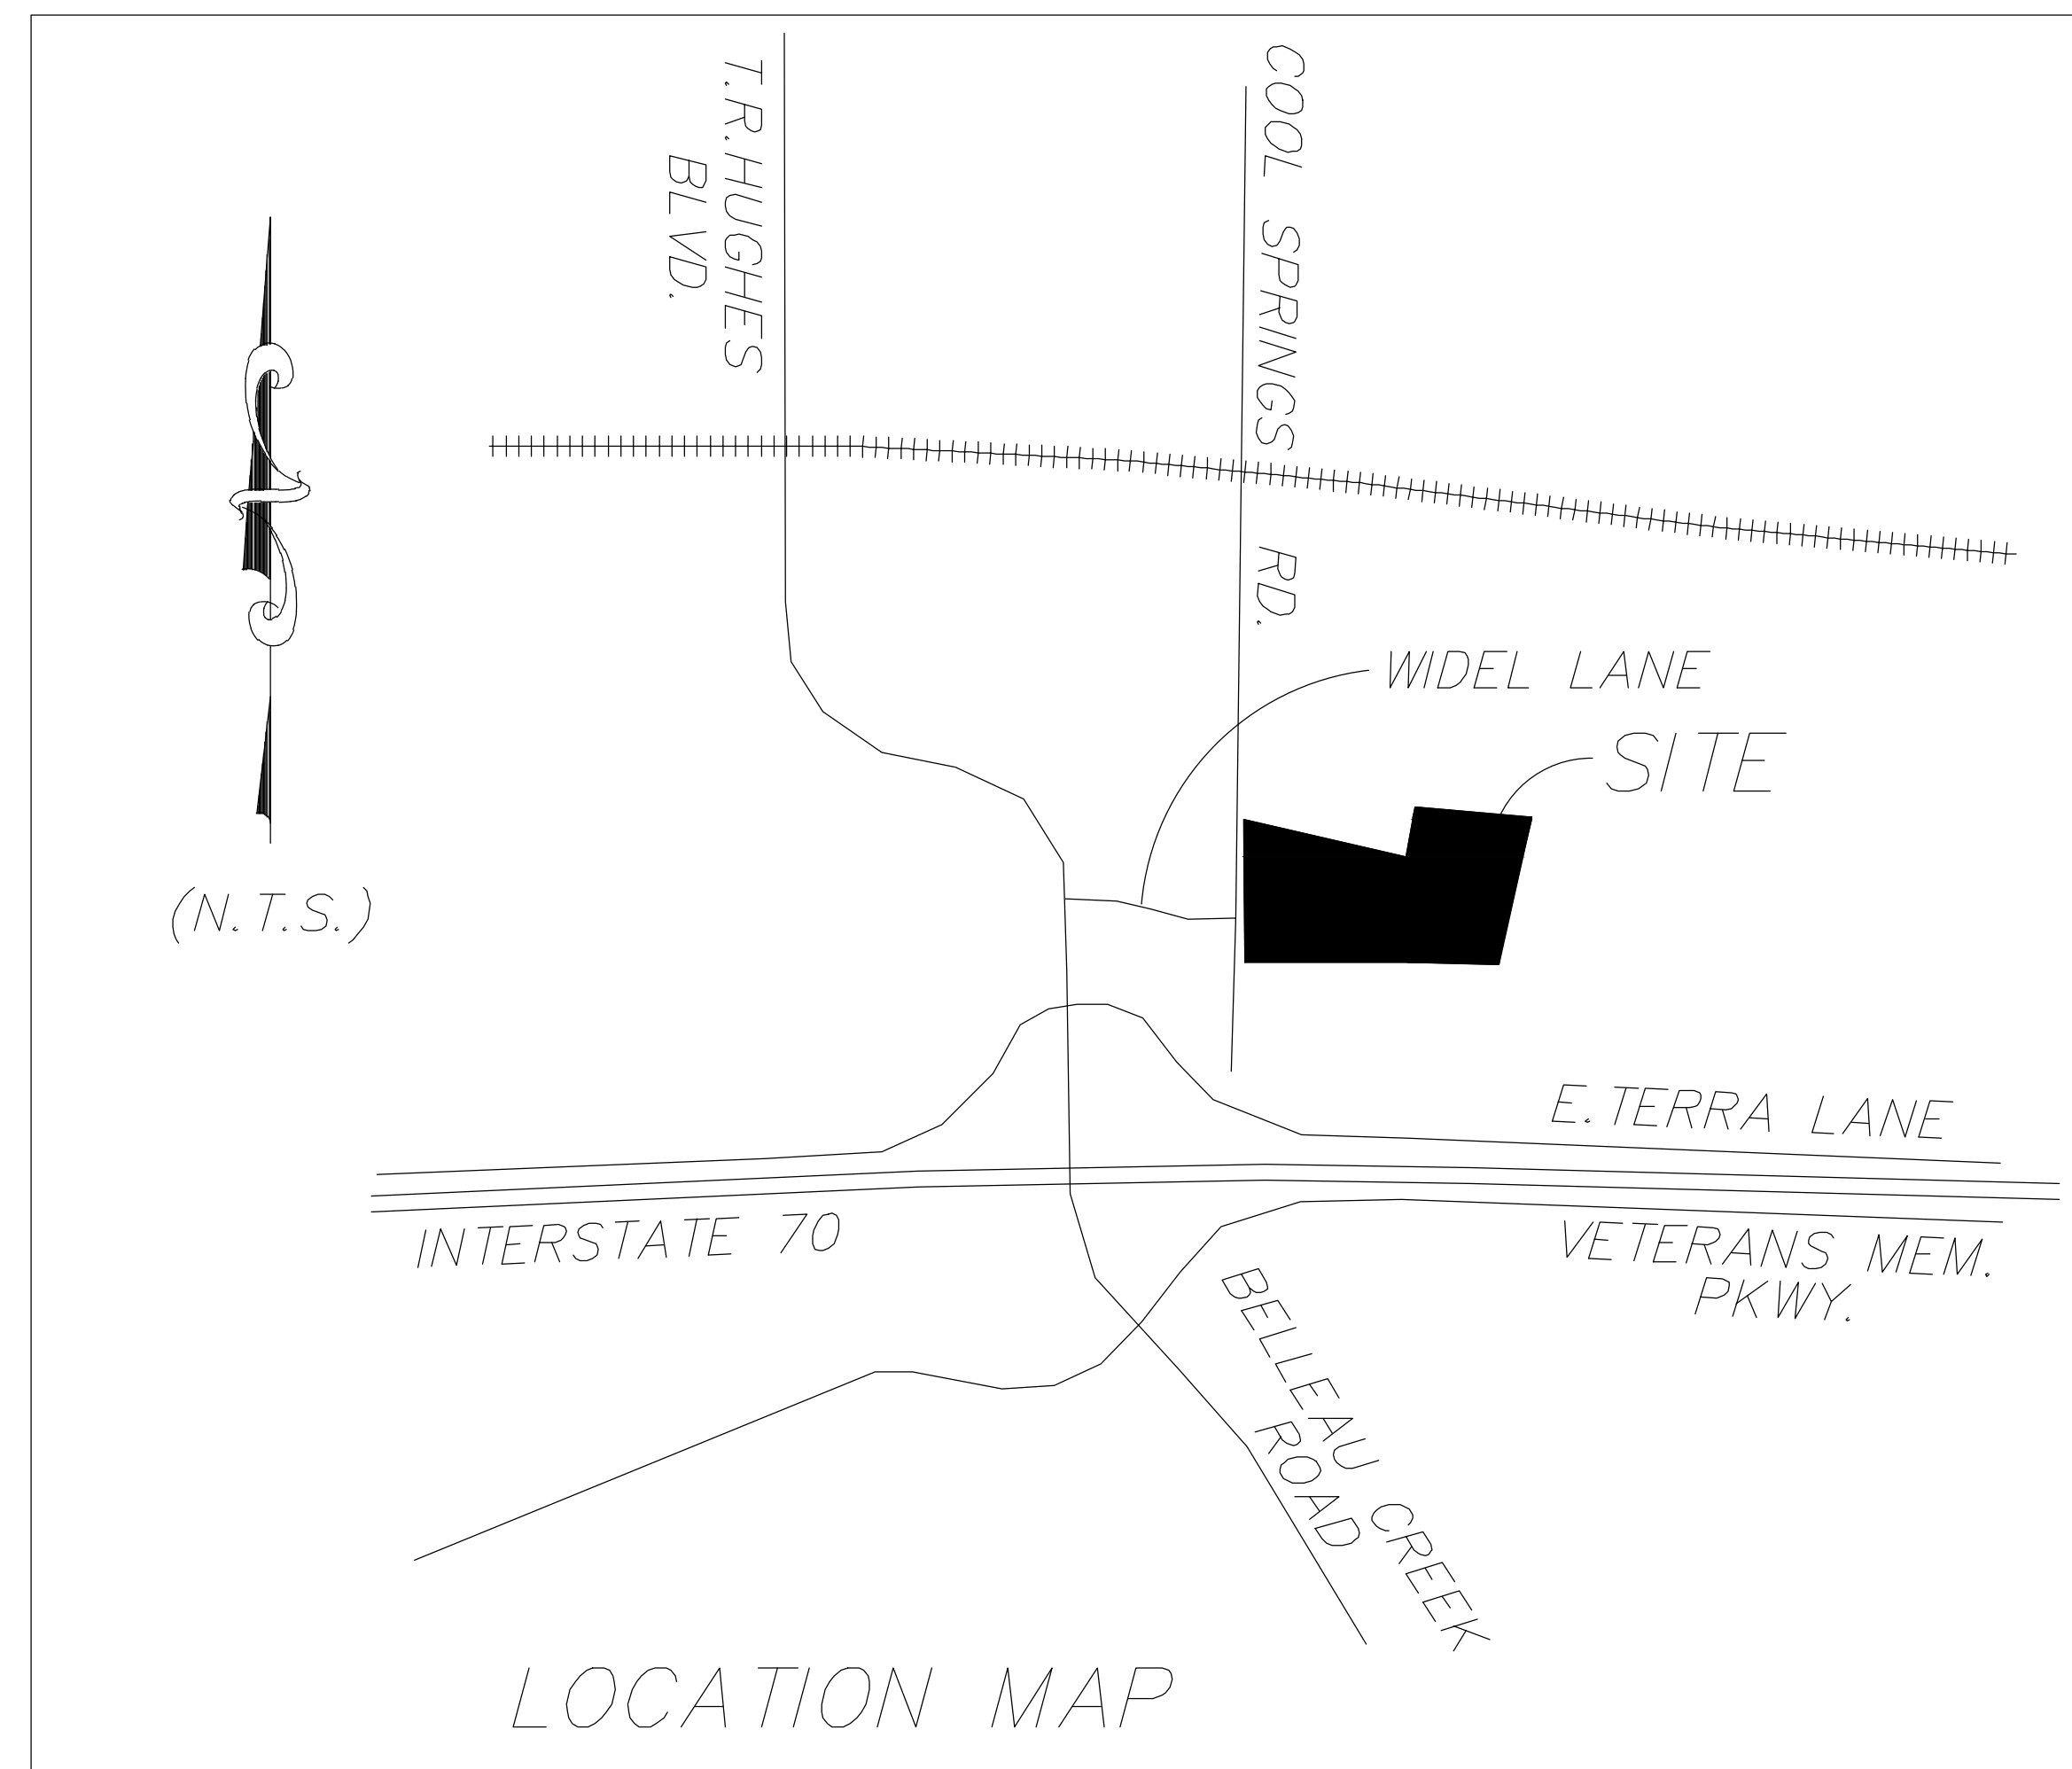 T.R.HUGHES
BLVD.
COOL SPRINGS RD.
WIDEL LANE
SITE
(N.T.S.)
E.TERRA LANE
INTERSTATE 70
VETERANS MEM.
PKWY.
BELLEAU CREEK
ROAD
LOCATION MAP